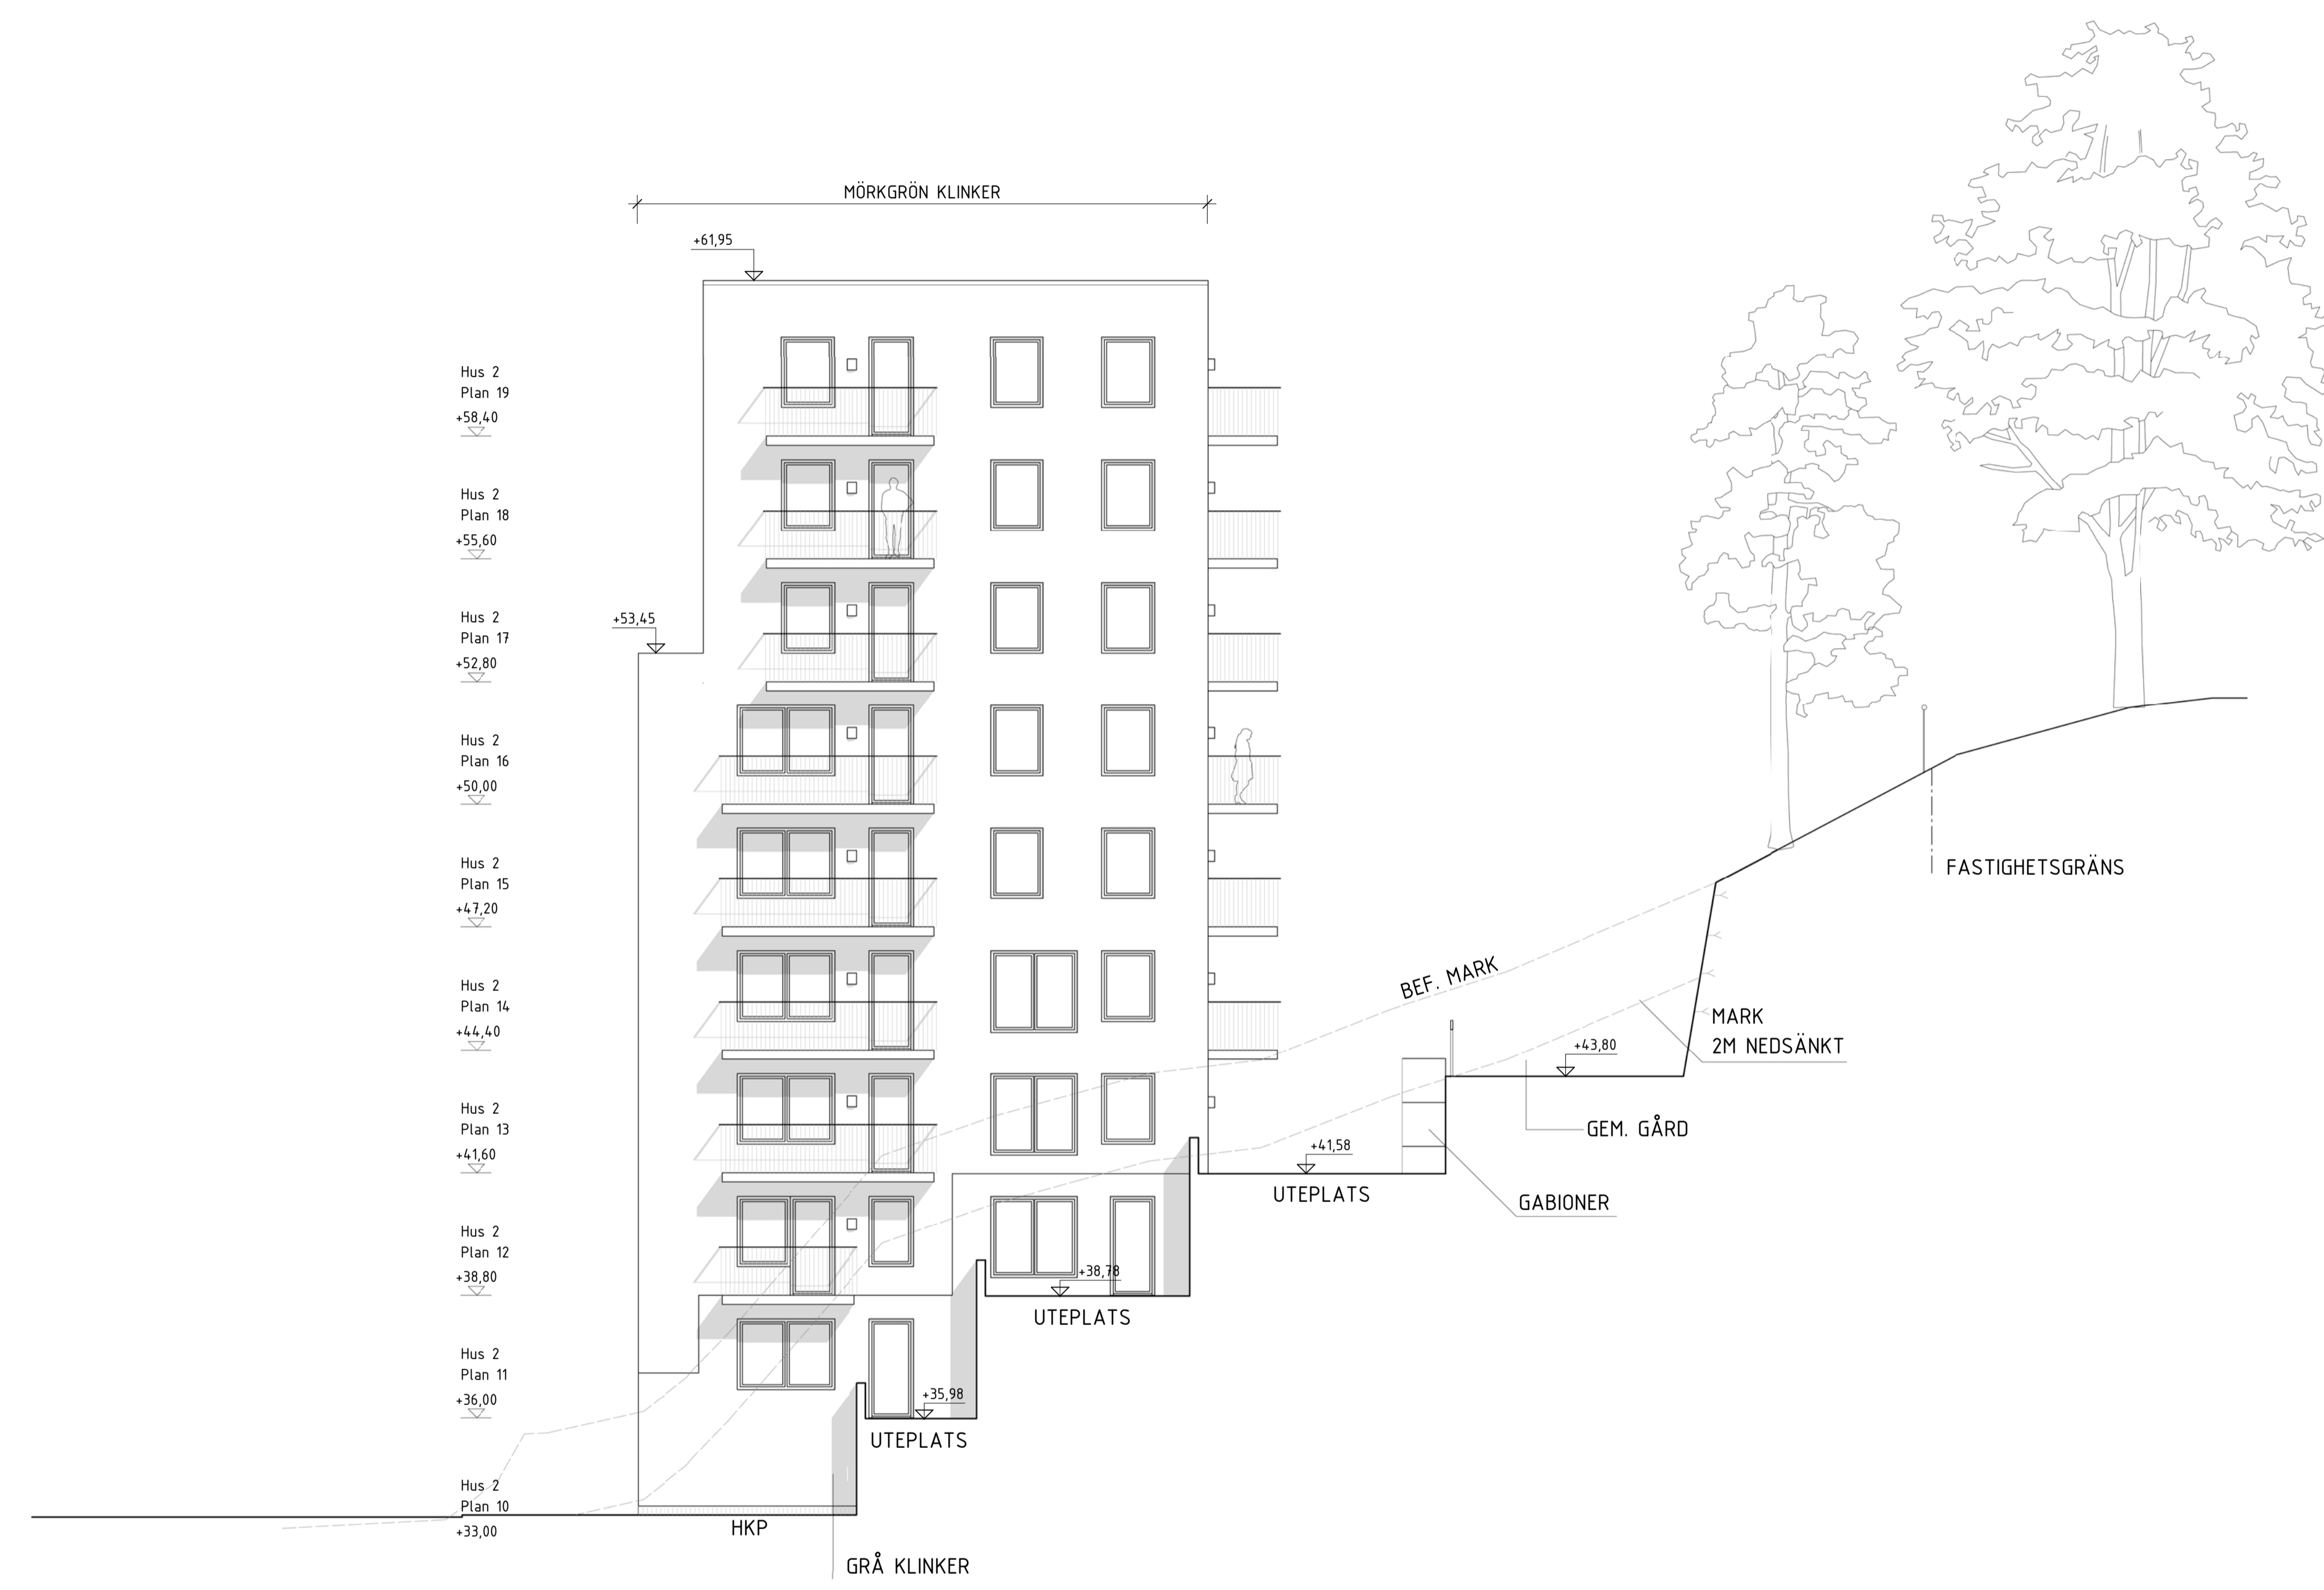 MÖRKGRÖN KLINKER
+61,95
Hus 2
Plan 19
+58,40
Hus 2
Plan 18
+55,60
Hus 2
Plan 17
+52,80
+53,45
Hus 2
Plan 16
+50,00
Hus 2
Plan 15
+47,20
FASTIGHETSGRÄNS
Hus 2
Plan 14
+44,40
BEF. MARK
MARK
2M NEDSÄNKT
+43,80
Hus 2
Plan 13
+41,60
GEM. GÅRD
+41,58
UTEPLATS
GABIONER
Hus 2
Plan 12
+38,80
+38,78
UTEPLATS
Hus 2
Plan 11
+36,00
+35,98
UTEPLATS
Hus 2
Plan 10
+33,00
HKP
GRÅ KLINKER